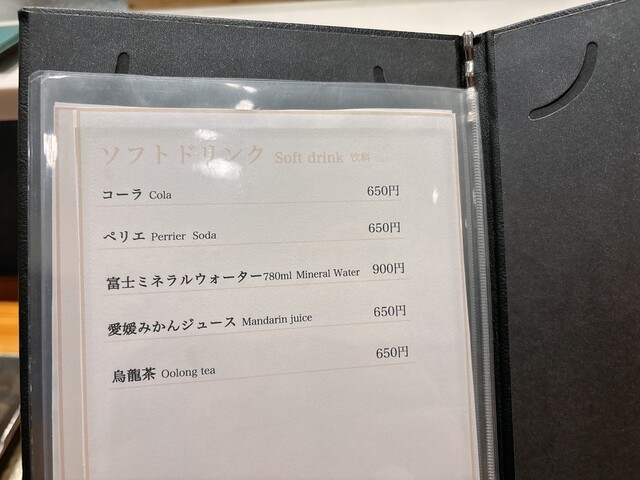 ソフトドリンク Soft drink 饮料
コーラ Cola 650円
ペリエ Perrier Soda 650円
富士ミネラルウォーター780ml Mineral Water 900円
愛媛みかんジュース Mandarin juice 650円
烏龍茶 Oolong tea 650円